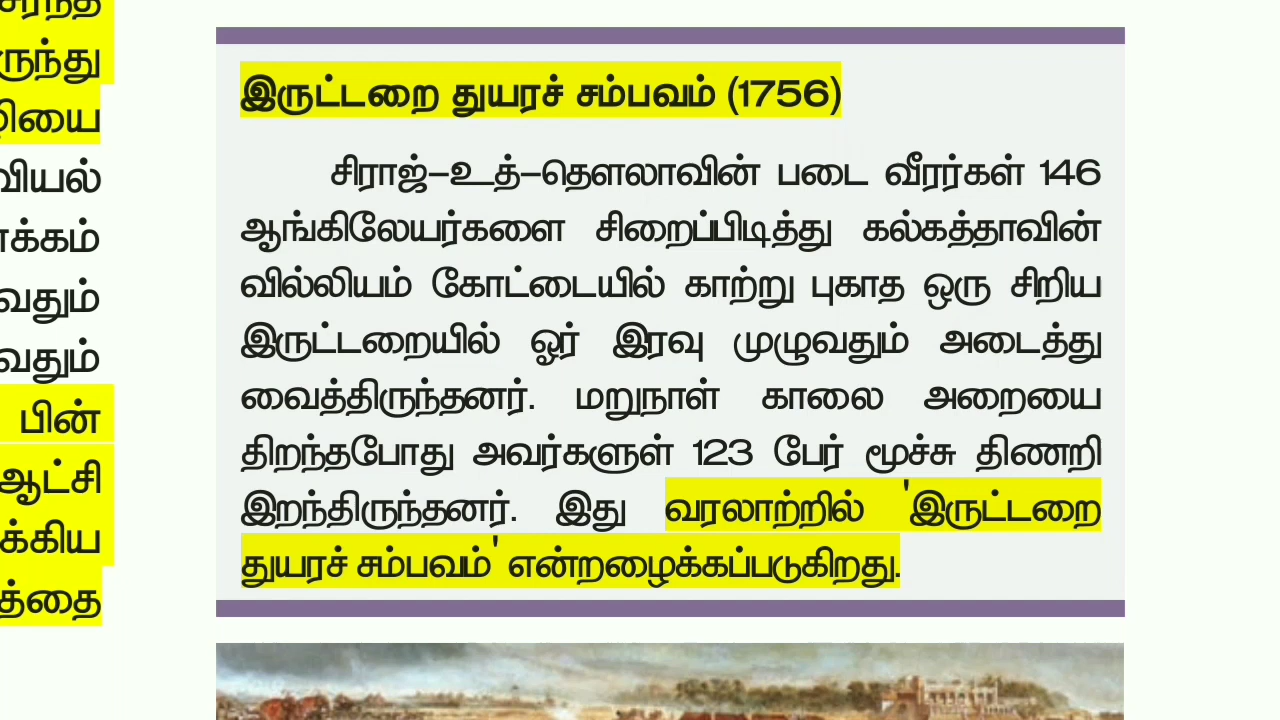 ருந்து
வியல்
வதும்
வதும்
பின்
ஆட்சி
க்கிய
த்தை
இருட்டறை துயரச் சம்பவம் (1756)
சிராஜ்–உத்–தௌலாவின் படை வீரர்கள் 146
ஆங்கிலேயர்களை சிறைப்பிடித்து கல்கத்தாவின்
வில்லியம் கோட்டையில் காற்று புகாத ஒரு சிறிய
இருட்டறையில் ஓர் இரவு முழுவதும் அடைத்து
வைத்திருந்தனர். மறுநாள் காலை அறையை
திறந்தபோது அவர்களுள் 123 பேர் மூச்சு திணறி
இறந்திருந்தனர். இது வரலாற்றில் 'இருட்டறை
துயரச் சம்பவம்' என்றழைக்கப்படுகிறது.